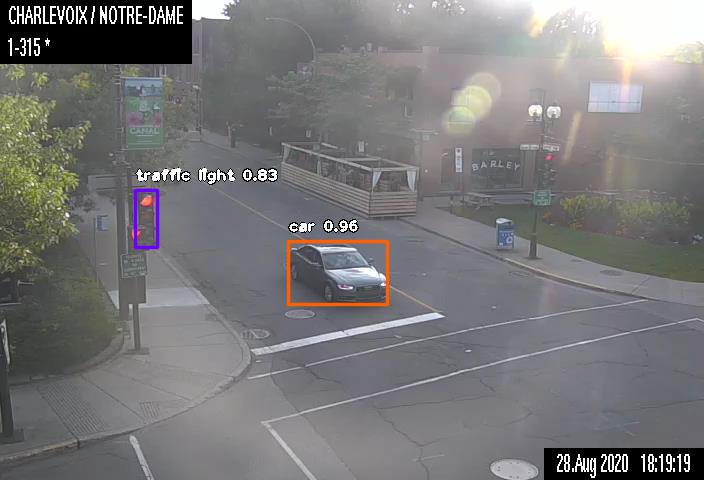 CHARLEVOIX / NOTRE-DAME
1-315 *
CANAL
traffic light 0.83
BARLEY
car 0.96
28.Aug 2020 18:19:19